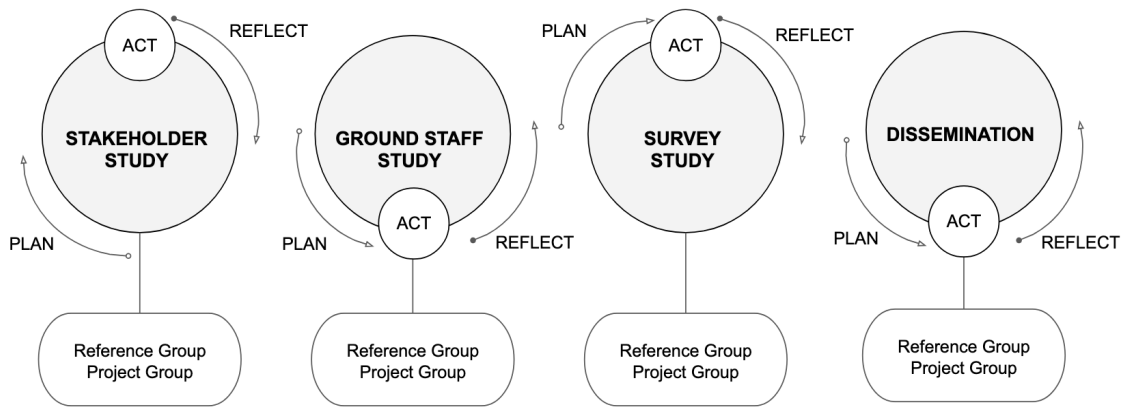 ACT
REFLECT
STAKEHOLDER
STUDY
PLAN
Reference Group
Project Group
GROUND STAFF
STUDY
ACT
PLAN
REFLECT
Reference Group
Project Group
PLAN
ACT
REFLECT
SURVEY
STUDY
Reference Group
Project Group
DISSEMINATION
ACT
PLAN
REFLECT
Reference Group
Project Group